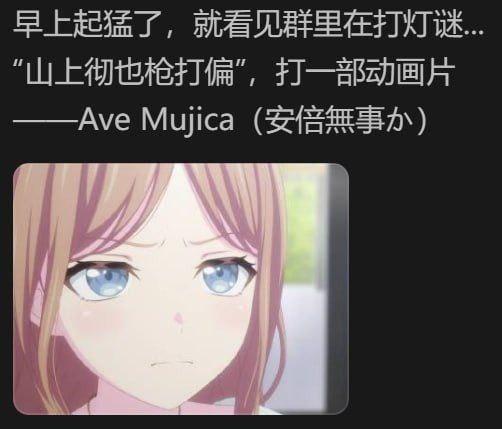 早上起猛了，就看见群里在打灯谜...
“山上彻也枪打偏”，打一部动画片
——Ave Mujica（安倍無事か）